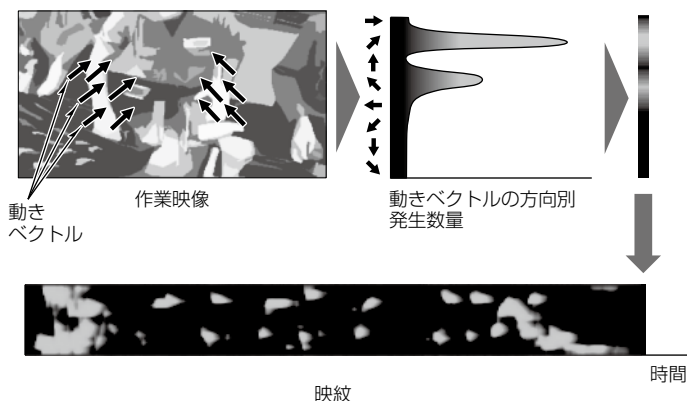 作業映像
動き
ベクトル
動きベクトルの方向別
発生数量
時間
映紋